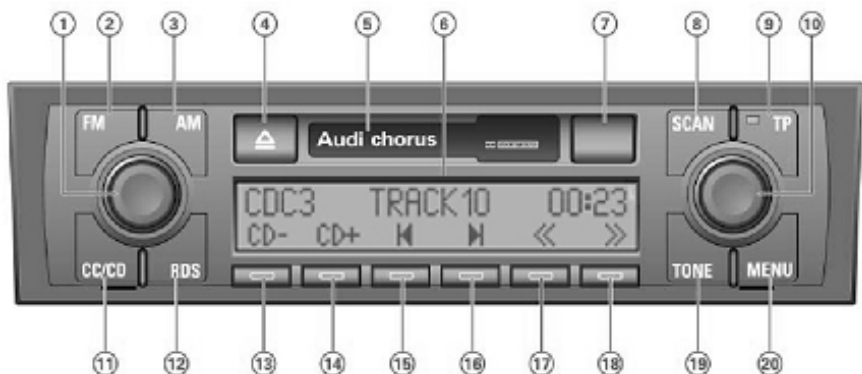 1 2 3 4 5 6 7 8 9 10
FM AM Audi chorus SCAN TP
CDC3 TRACK10 00:23
CD- CD+
CC/CD RDS TONE MENU
11 12 13 14 15 16 17 18 19 20